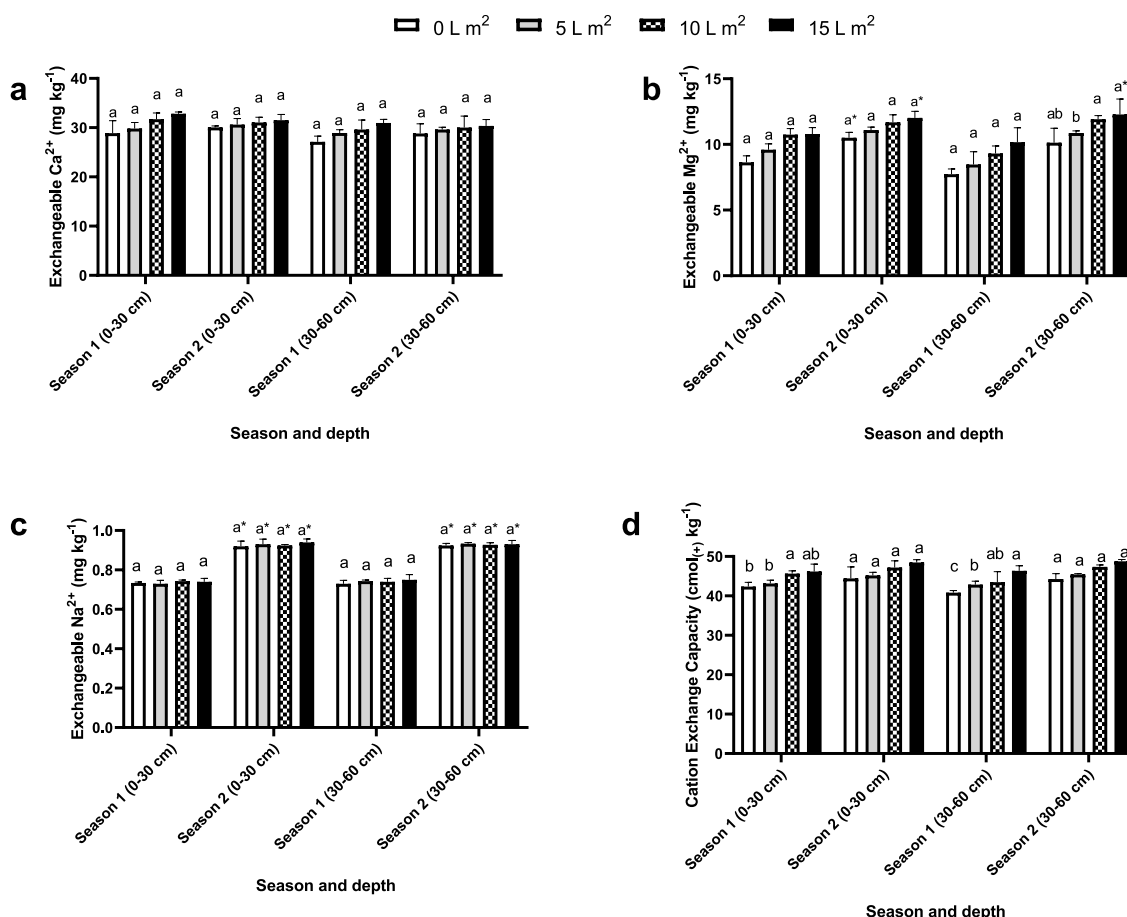 0 L m² 5 L m² 10 L m² 15 L m²
a
Exchangeable Ca²⁺ (mg kg⁻¹)
40
30
20
10
0
a a a a a a a a a a a a a a a a
Season 1 (0-30 cm)
Season 2 (0-30 cm)
Season 1 (30-60 cm)
Season 2 (30-60 cm)
Season and depth
b
Exchangeable Mg²⁺ (mg kg⁻¹)
15
10
5
0
a a a a a* a a a* a a a a ab b a a*
Season 1 (0-30 cm)
Season 2 (0-30 cm)
Season 1 (30-60 cm)
Season 2 (30-60 cm)
Season and depth
c
Exchangeable Na²⁺ (mg kg⁻¹)
1.0
0.8
0.6
0.4
0.2
0.0
a a a a a* a* a* a* a a a a a* a* a* a*
Season 1 (0-30 cm)
Season 2 (0-30 cm)
Season 1 (30-60 cm)
Season 2 (30-60 cm)
Season and depth
d
Cation Exchange Capacity (cmol₍₊₎ kg⁻¹)
50
40
30
20
10
0
b b a ab a a a a c b ab a a a a a
Season 1 (0-30 cm)
Season 2 (0-30 cm)
Season 1 (30-60 cm)
Season 2 (30-60 cm)
Season and depth